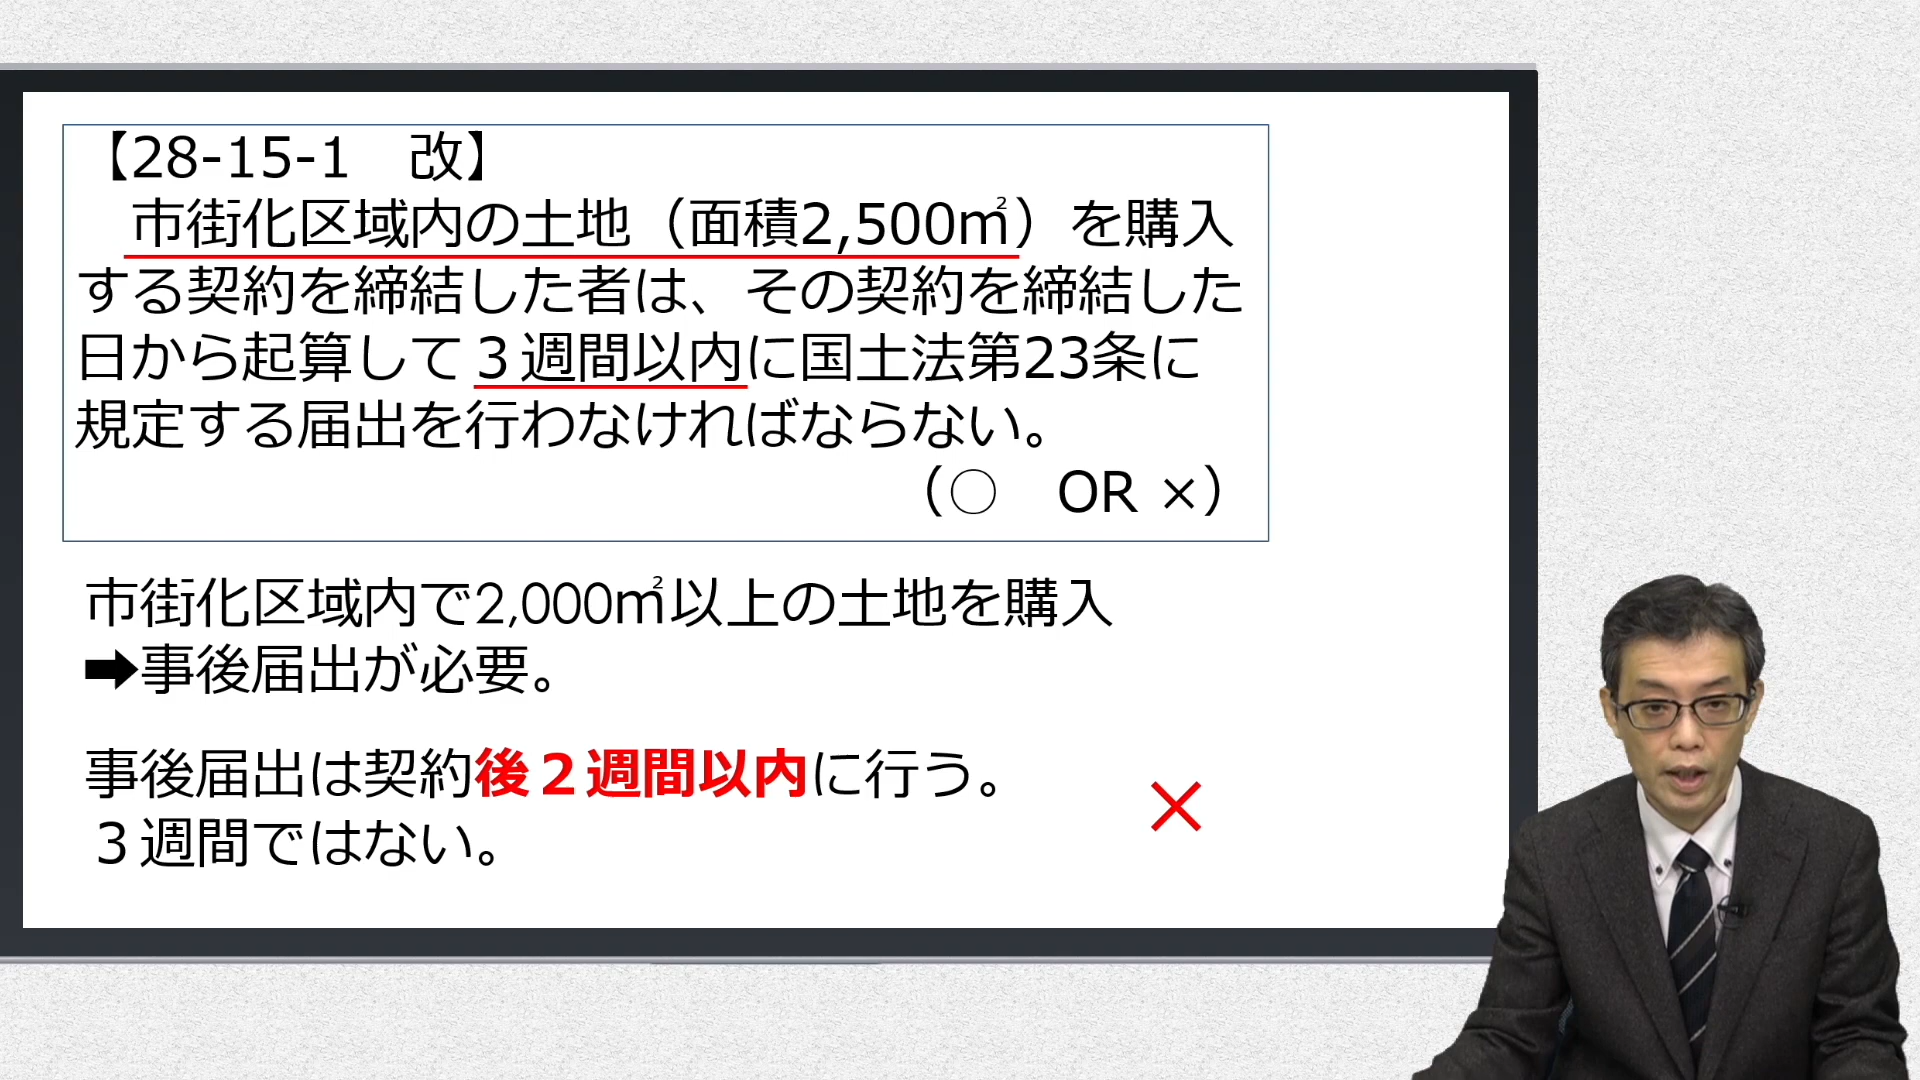 【28-15-1　改】
市街化区域内の土地（面積2,500㎡）を購入
する契約を締結した者は、その契約を締結した
日から起算して３週間以内に国土法第23条に
規定する届出を行わなければならない。
（○　OR ×）
市街化区域内で2,000㎡以上の土地を購入
➡事後届出が必要。
事後届出は契約後２週間以内に行う。
３週間ではない。
×